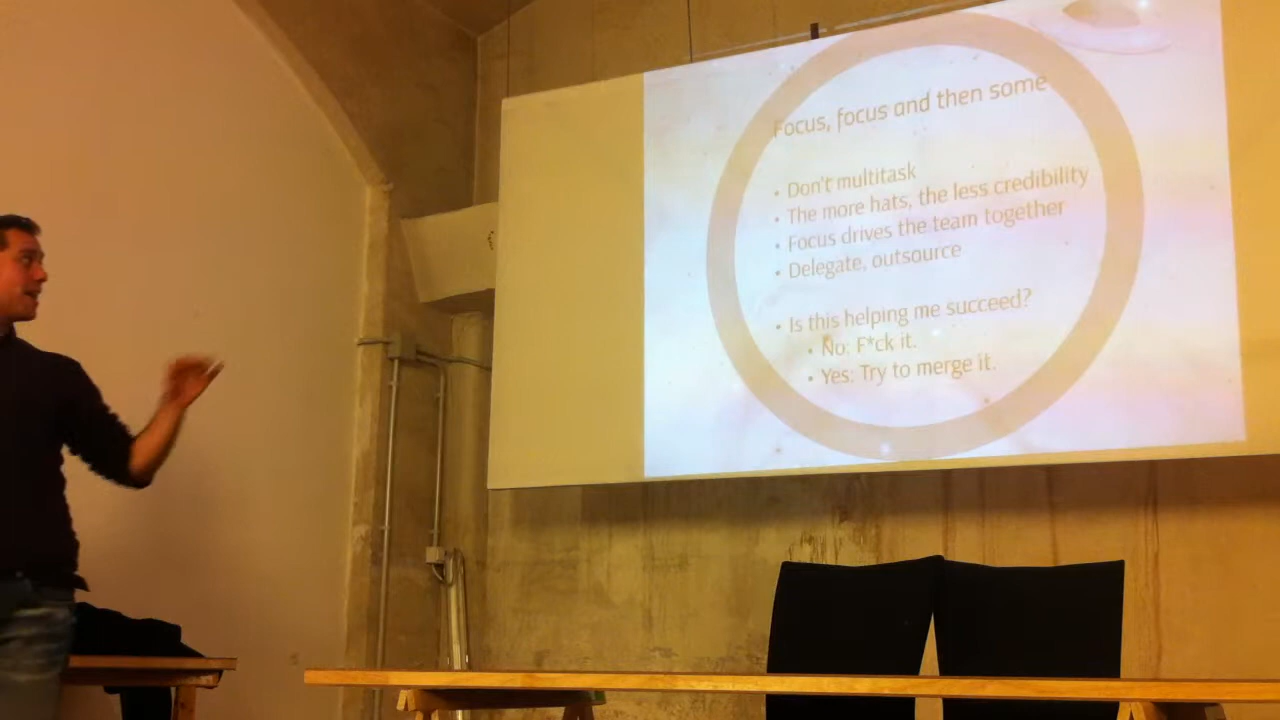 Focus, focus and then some
• Don't multitask
• The more hats, the less credibility
• Focus drives the team together
• Delegate, outsource
• Is this helping me succeed?
• No: F*ck it.
• Yes: Try to merge it.